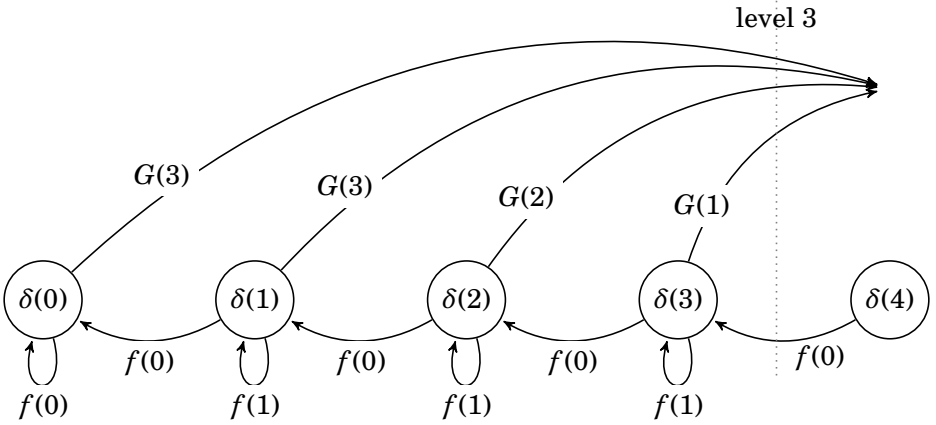 level 3
G(3)
G(3)
G(2)
G(1)
δ(0)
δ(1)
δ(2)
δ(3)
δ(4)
f(0)
f(0)
f(0)
f(0)
f(0)
f(1)
f(1)
f(1)